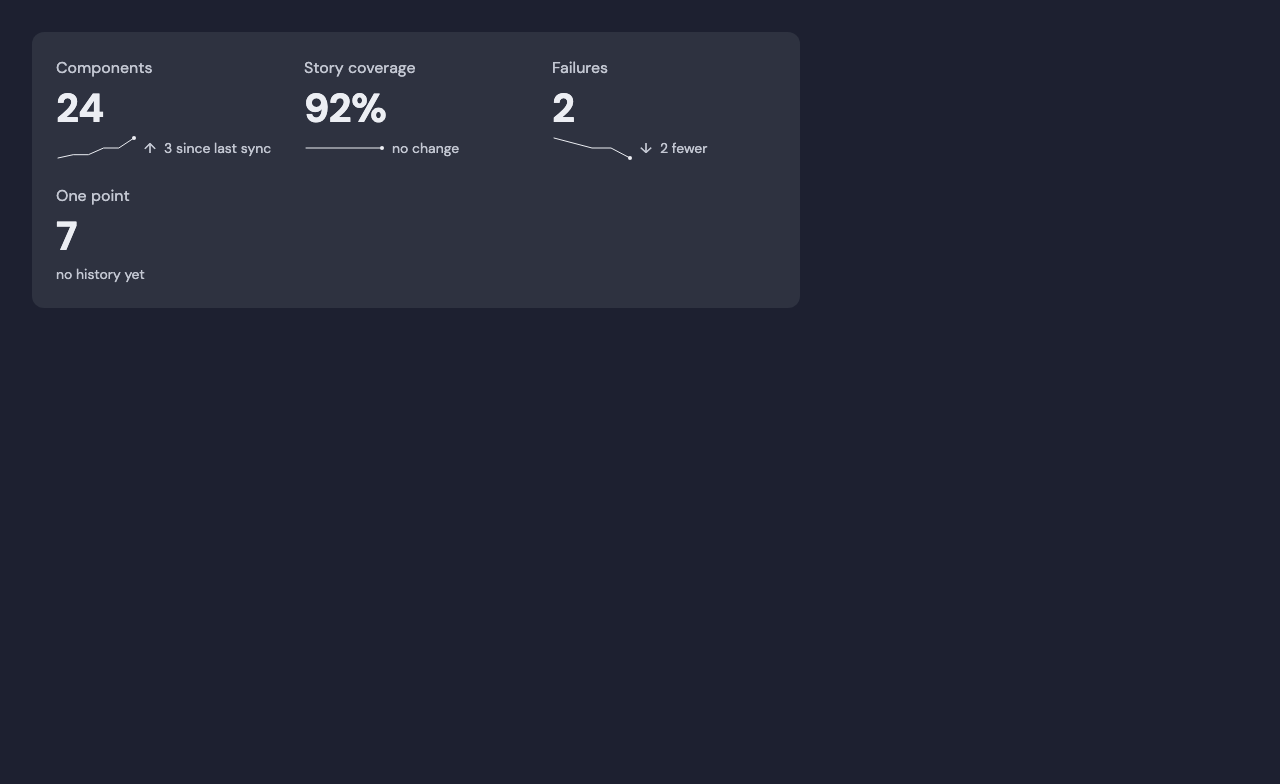 Components
24
↑ 3 since last sync
Story coverage
92%
no change
Failures
2
↓ 2 fewer
One point
7
no history yet